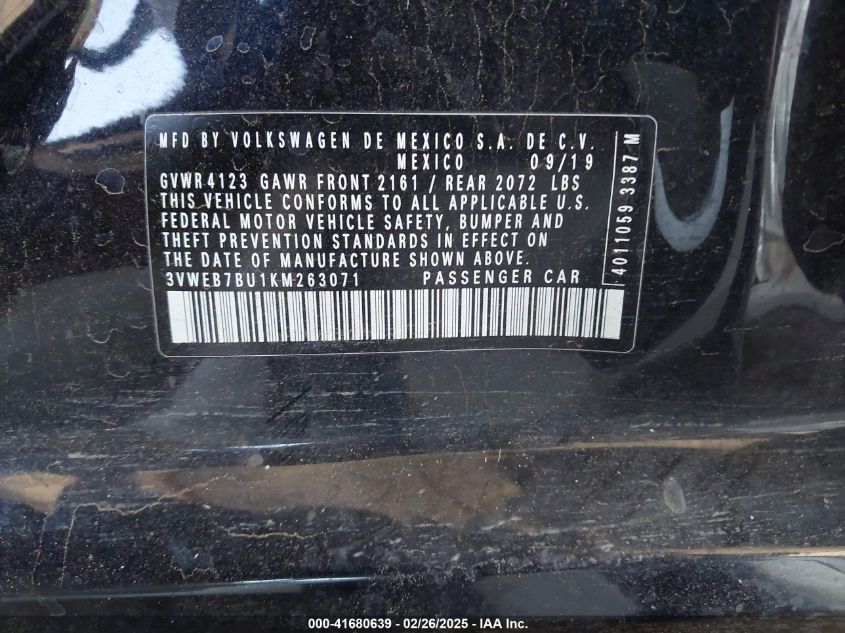 MFD BY VOLKSWAGEN DE MEXICO S.A. DE C.V.
MEXICO 09/19
GVWR 4123 GAWR FRONT 2161 / REAR 2072 LBS
THIS VEHICLE CONFORMS TO ALL APPLICABLE U.S.
FEDERAL MOTOR VEHICLE SAFETY, BUMPER AND
THEFT PREVENTION STANDARDS IN EFFECT ON
THE DATE OF MANUFACTURE SHOWN ABOVE.
3VWEB7BU1KM263071 PASSENGER CAR
4011059 3387 M
000-41680639 - 02/26/2025 - IAA Inc.